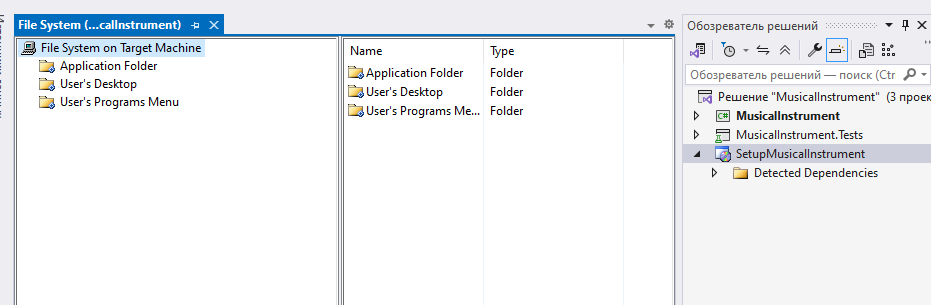 File System (...calInstrument)
File System on Target Machine
Application Folder
User's Desktop
User's Programs Menu
Name Type
Application Folder Folder
User's Desktop Folder
User's Programs Me... Folder
Обозреватель решений
Обозреватель решений — поиск (Ctr
Решение "MusicalInstrument" (3 проек
C# MusicalInstrument
MusicalInstrument.Tests
SetupMusicalInstrument
Detected Dependencies